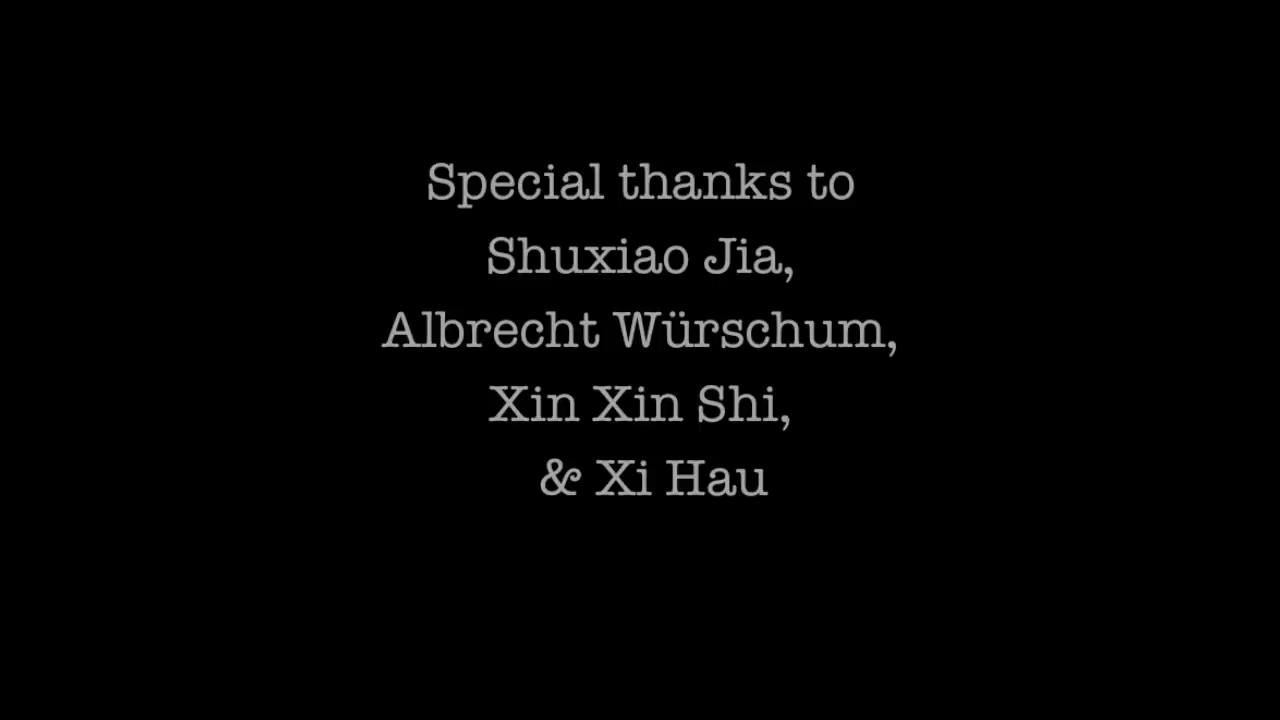 Special thanks to
Shuxiao Jia,
Albrecht Würschum,
Xin Xin Shi,
& Xi Hau